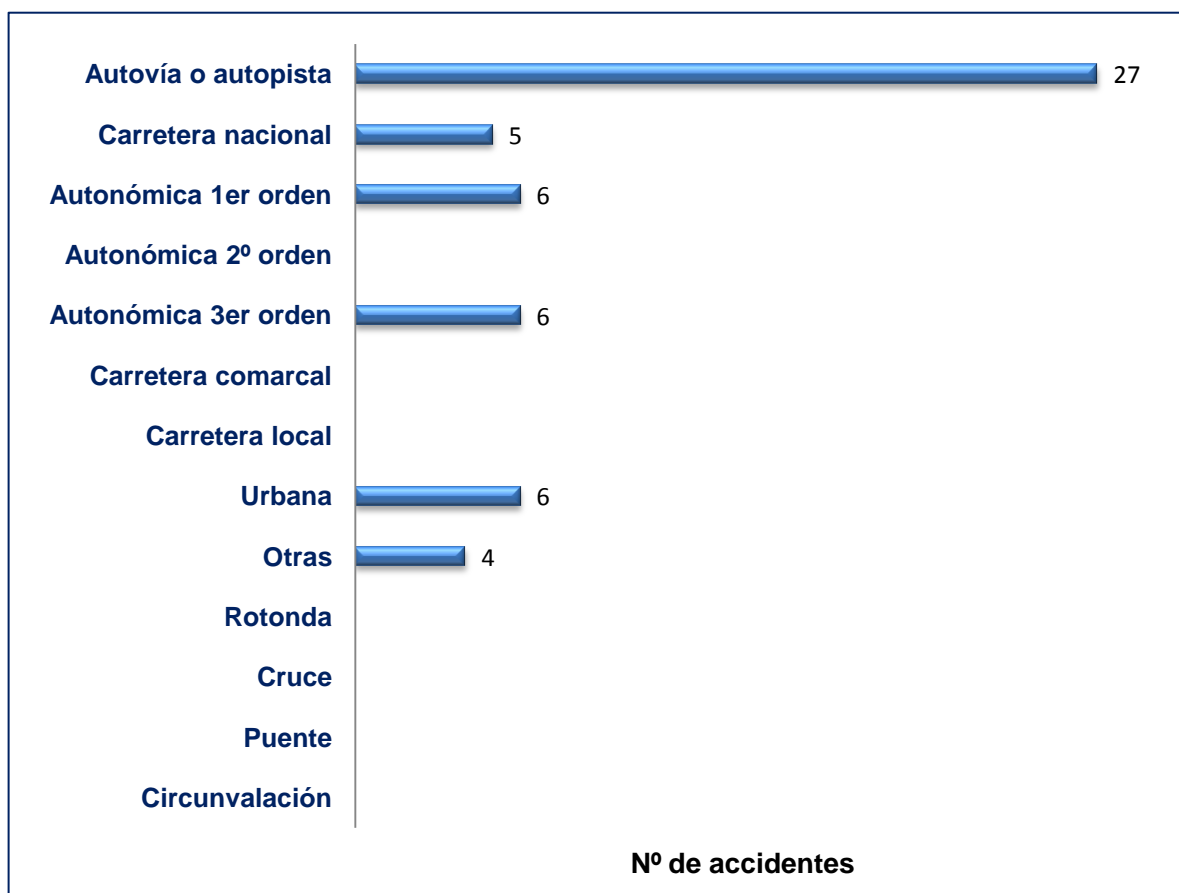 Autovía o autopista 27
Carretera nacional 5
Autonómica 1er orden 6
Autonómica 2º orden
Autonómica 3er orden 6
Carretera comarcal
Carretera local
Urbana 6
Otras 4
Rotonda
Cruce
Puente
Circunvalación
Nº de accidentes